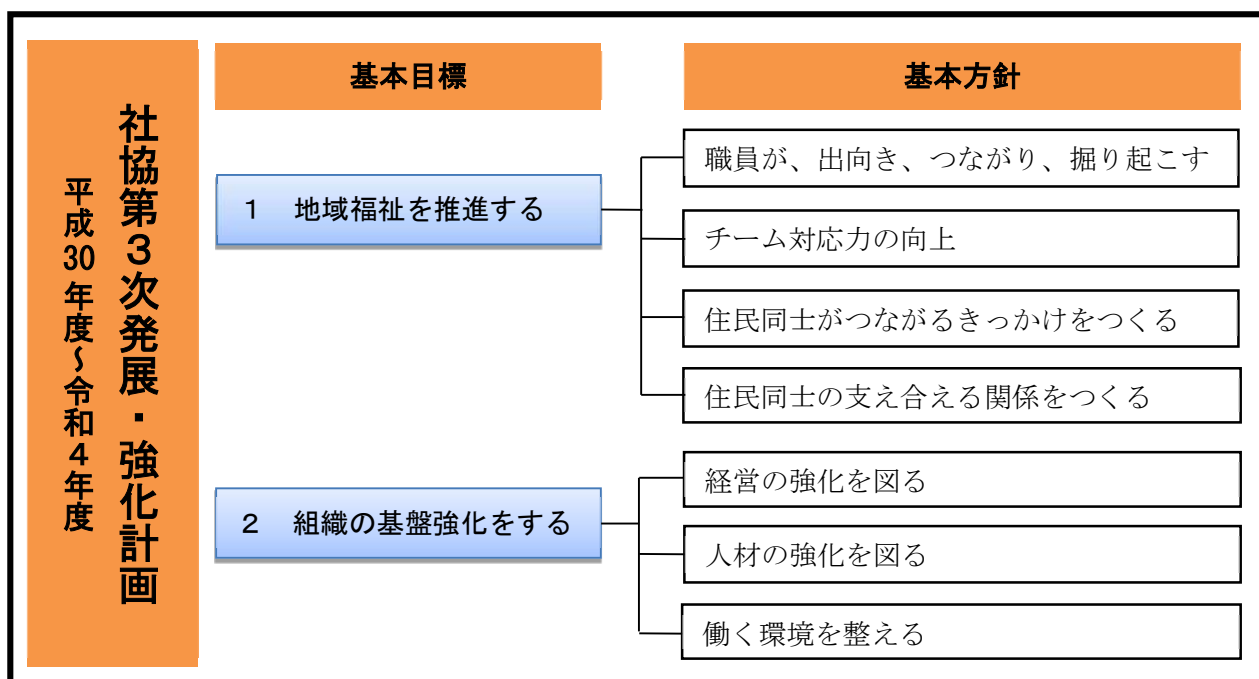 社協第３次発展・強化計画
平成30年度～令和４年度
基本目標
基本方針
１　地域福祉を推進する
職員が、出向き、つながり、掘り起こす
チーム対応力の向上
住民同士がつながるきっかけをつくる
住民同士の支え合える関係をつくる
２　組織の基盤強化をする
経営の強化を図る
人材の強化を図る
働く環境を整える